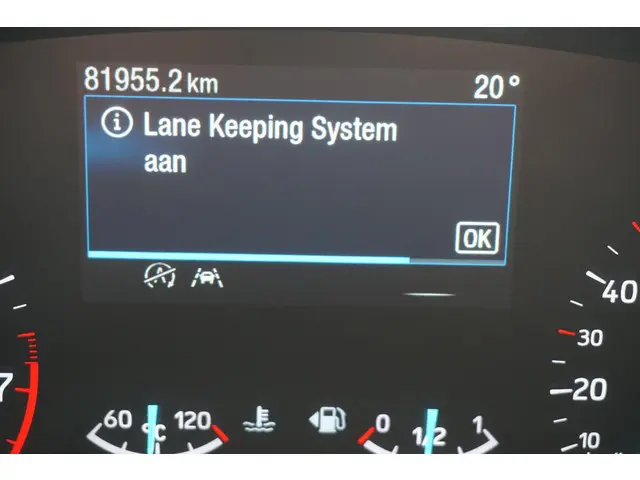 81955.2 km 20°
Lane Keeping System
aan
OK
A
40
30
20
10
7
60 °C 120
0 1/2 1